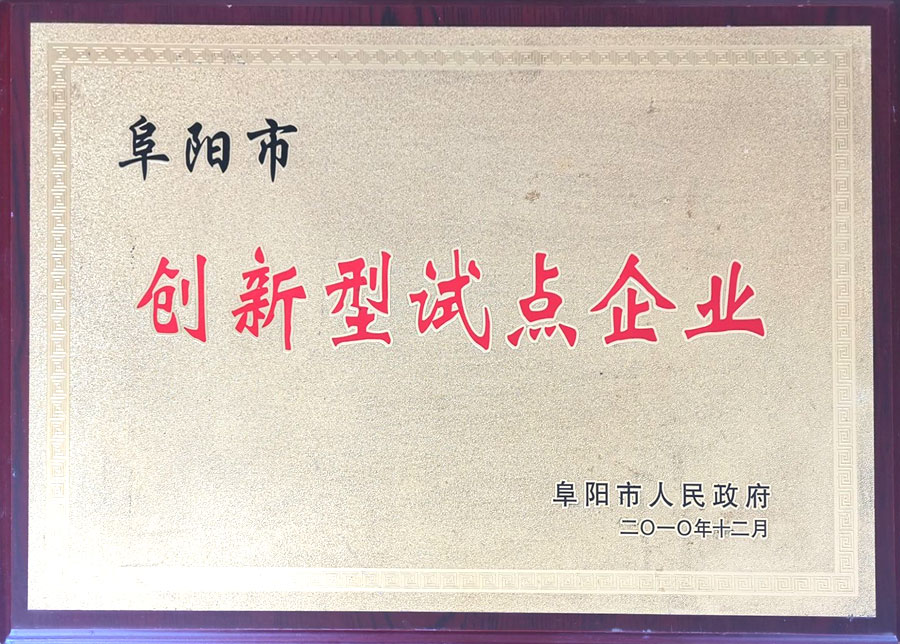 阜阳市
创新型试点企业
阜阳市人民政府
二〇一〇年十二月